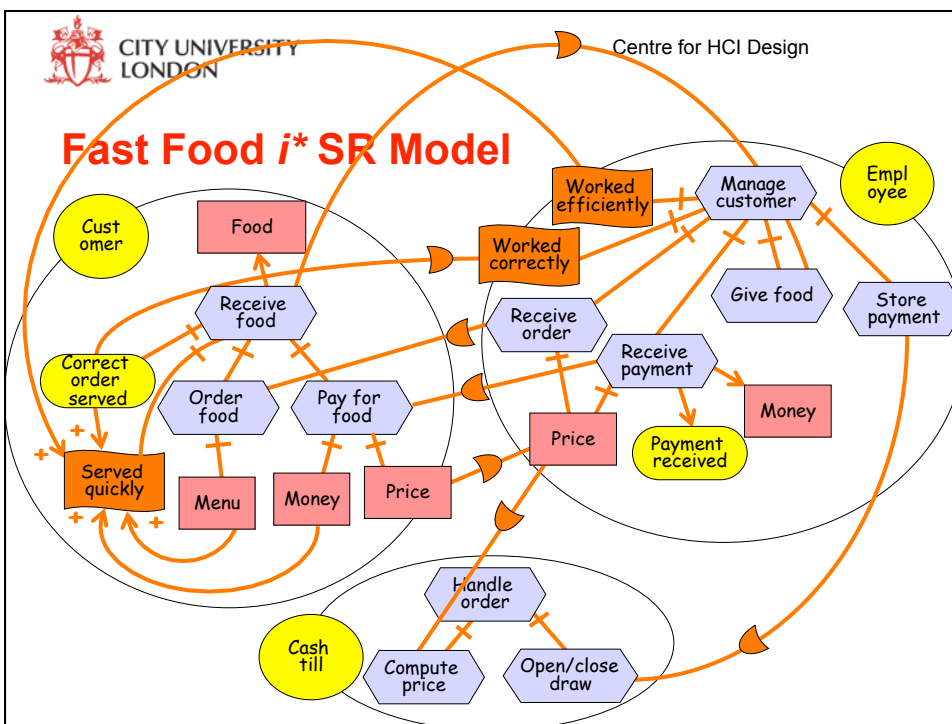 CITY UNIVERSITY
LONDON
Centre for HCI Design
Fast Food i* SR Model
Cust
omer
Food
Receive
food
Correct
order
served
Order
food
Pay for
food
+
+
Served
quickly
+
+
Menu
Money
Price
Empl
oyee
Worked
efficiently
Manage
customer
Worked
correctly
Give food
Store
payment
Receive
order
Receive
payment
Money
Price
Payment
received
Handle
order
Cash
till
Compute
price
Open/close
draw